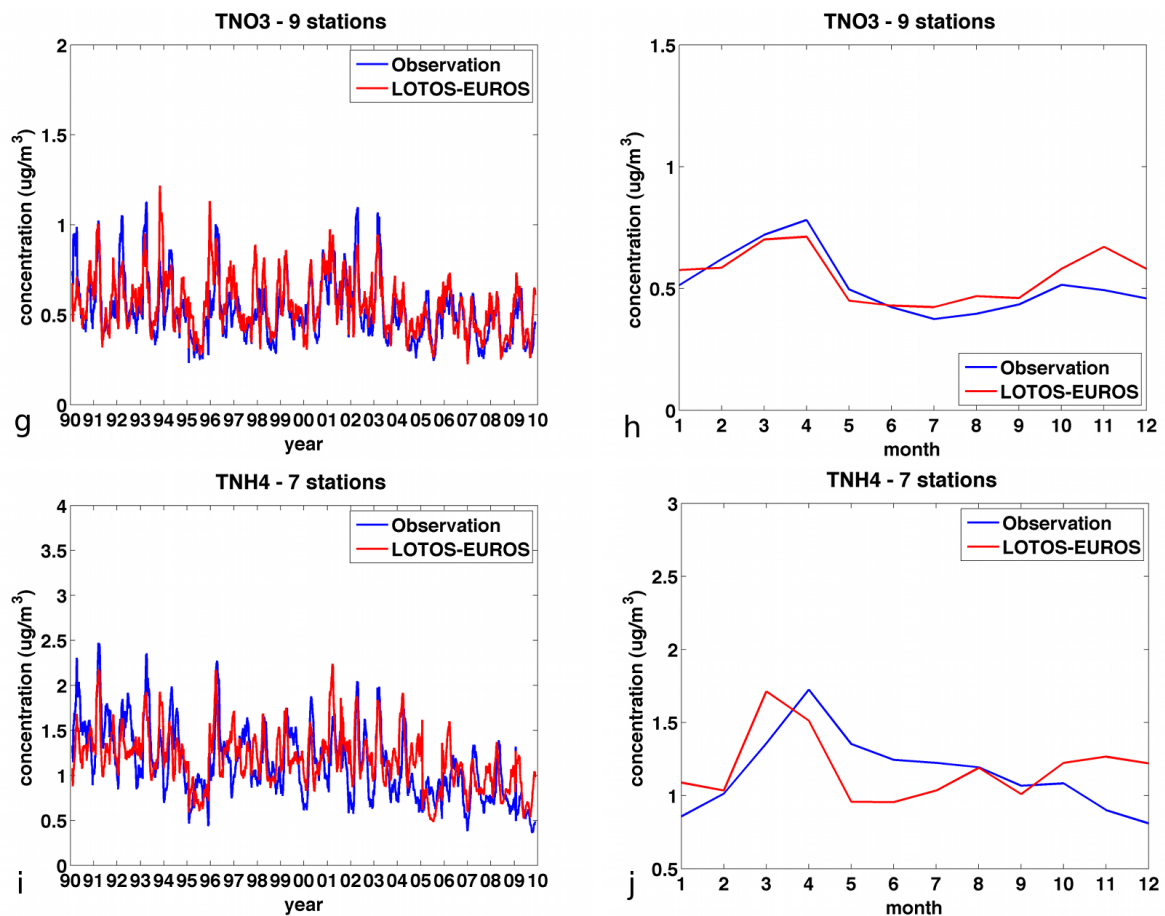 TNO3 - 9 stations
2
1.5
1
0.5
0
concentration (ug/m³)
Observation
LOTOS-EUROS
90 91 92 93 94 95 96 97 98 99 00 01 02 03 04 05 06 07 08 09 10
year
g
TNO3 - 9 stations
1.5
1
0.5
0
concentration (ug/m³)
Observation
LOTOS-EUROS
1 2 3 4 5 6 7 8 9 10 11 12
month
h
TNH4 - 7 stations
4
3.5
3
2.5
2
1.5
1
0.5
0
concentration (ug/m³)
Observation
LOTOS-EUROS
90 91 92 93 94 95 96 97 98 99 00 01 02 03 04 05 06 07 08 09 10
year
i
TNH4 - 7 stations
3
2.5
2
1.5
1
0.5
concentration (ug/m³)
Observation
LOTOS-EUROS
1 2 3 4 5 6 7 8 9 10 11 12
month
j